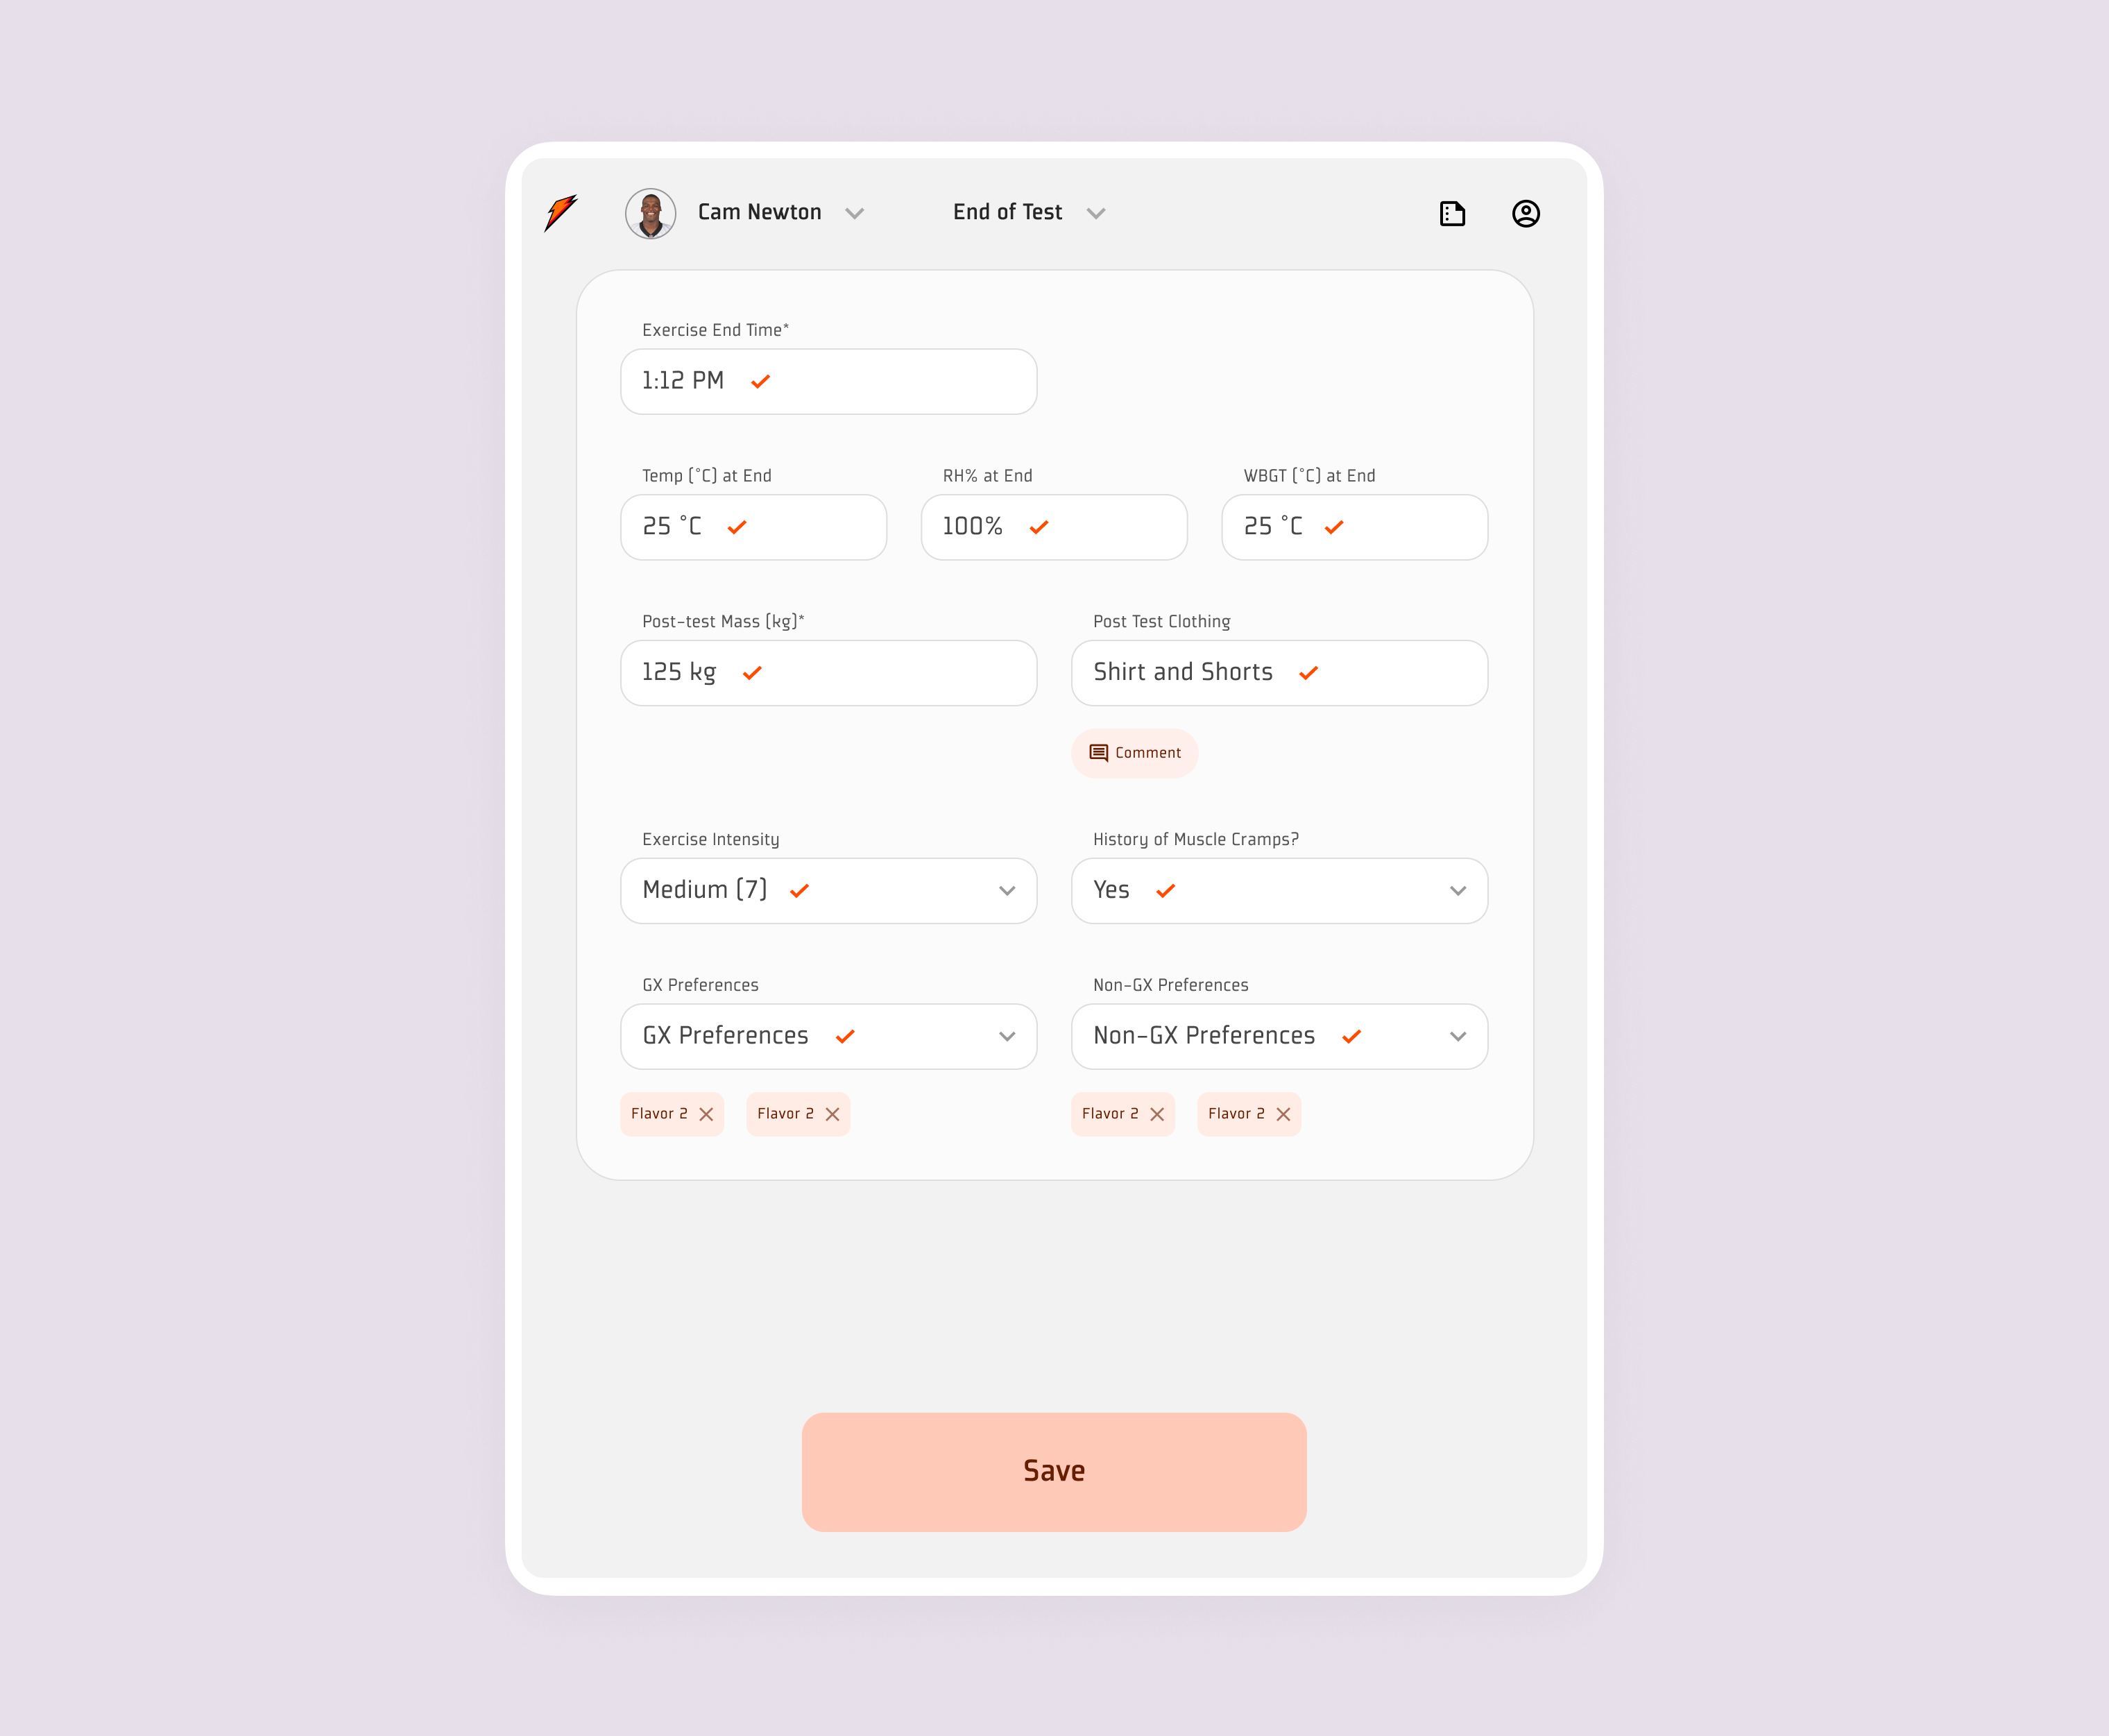 Cam Newton
End of Test
Exercise End Time*
1:12 PM
Temp (°C) at End
RH% at End
WBGT (°C) at End
25 °C
100%
25 °C
Post-test Mass (kg)*
Post Test Clothing
125 kg
Shirt and Shorts
Comment
Exercise Intensity
History of Muscle Cramps?
Medium (7)
Yes
GX Preferences
Non-GX Preferences
GX Preferences
Non-GX Preferences
Flavor 2
Flavor 2
Flavor 2
Flavor 2
Save